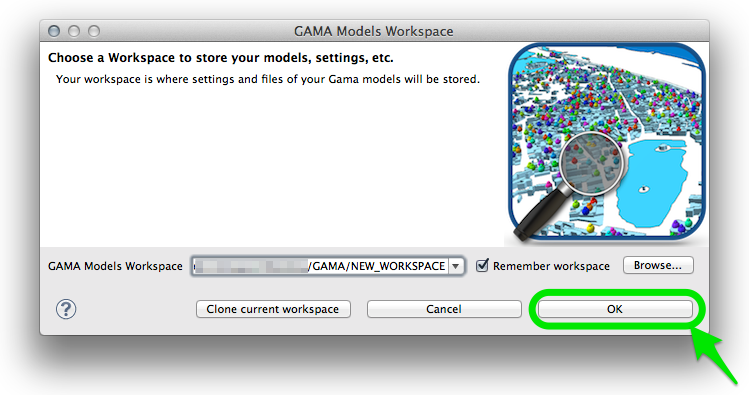 GAMA Models Workspace
Choose a Workspace to store your models, settings, etc.
Your workspace is where settings and files of your Gama models will be stored.
GAMA Models Workspace /GAMA/NEW_WORKSPACE Remember workspace Browse...
? Clone current workspace Cancel OK